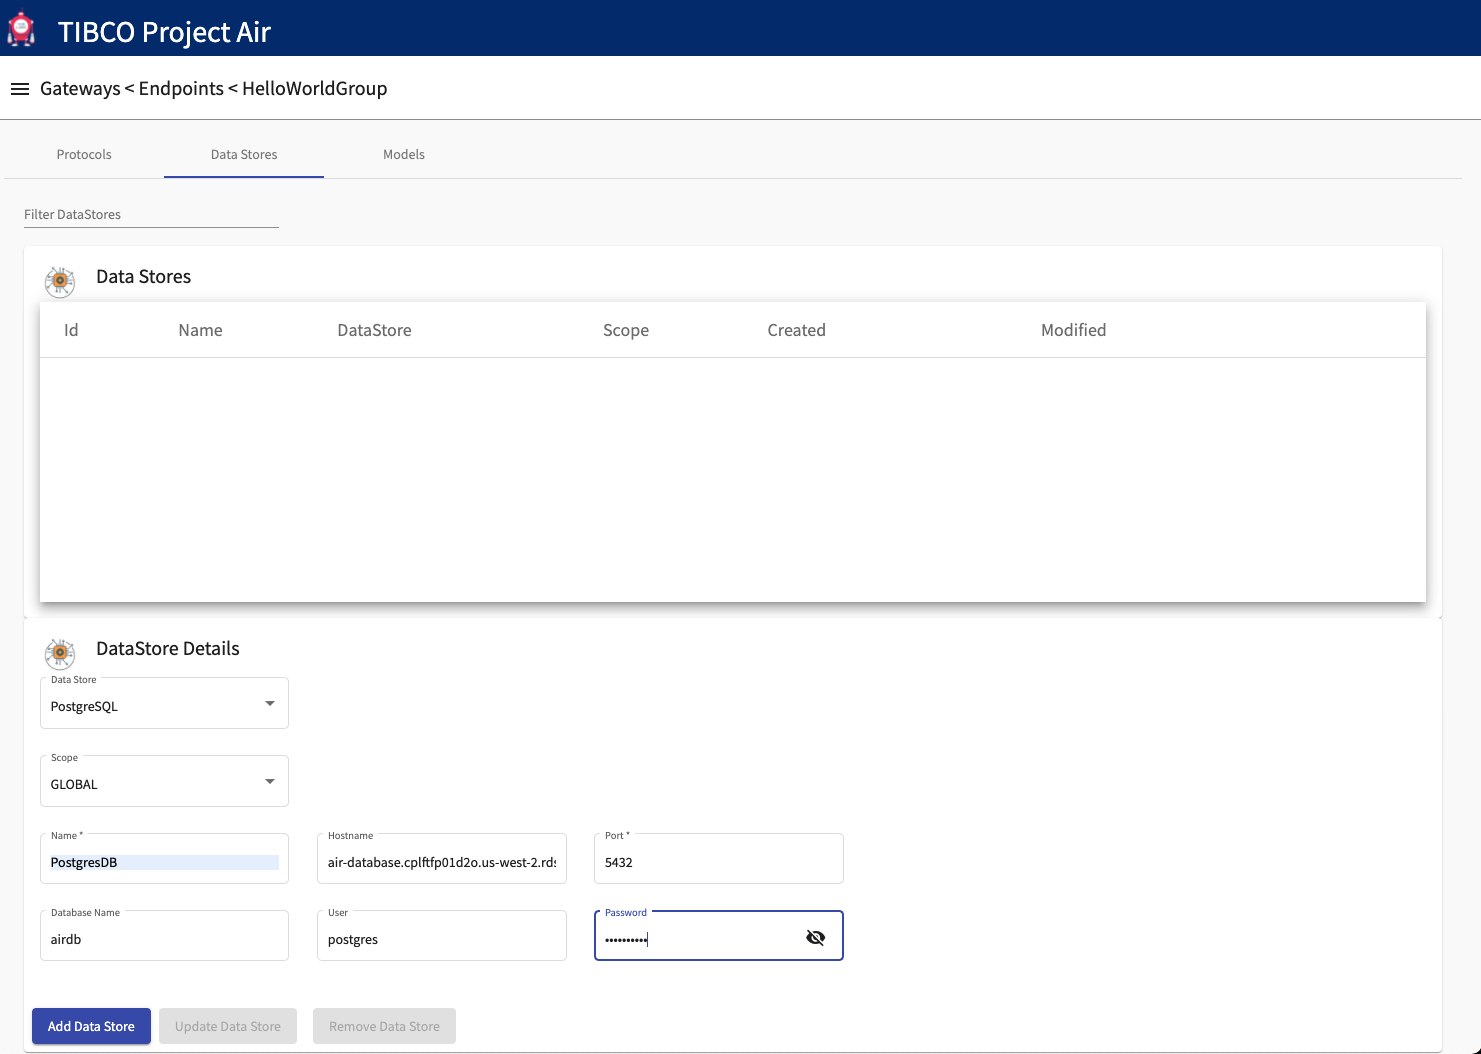 TIBCO Project Air
Gateways < Endpoints < HelloWorldGroup
Protocols Data Stores Models
Filter DataStores
Data Stores
Id Name DataStore Scope Created Modified
DataStore Details
Data Store
PostgreSQL
Scope
GLOBAL
Name * Hostname Port *
PostgresDB air-database.cplftfp01d2o.us-west-2.rds 5432
Database Name User Password
airdb postgres ••••••••••
Add Data Store Update Data Store Remove Data Store